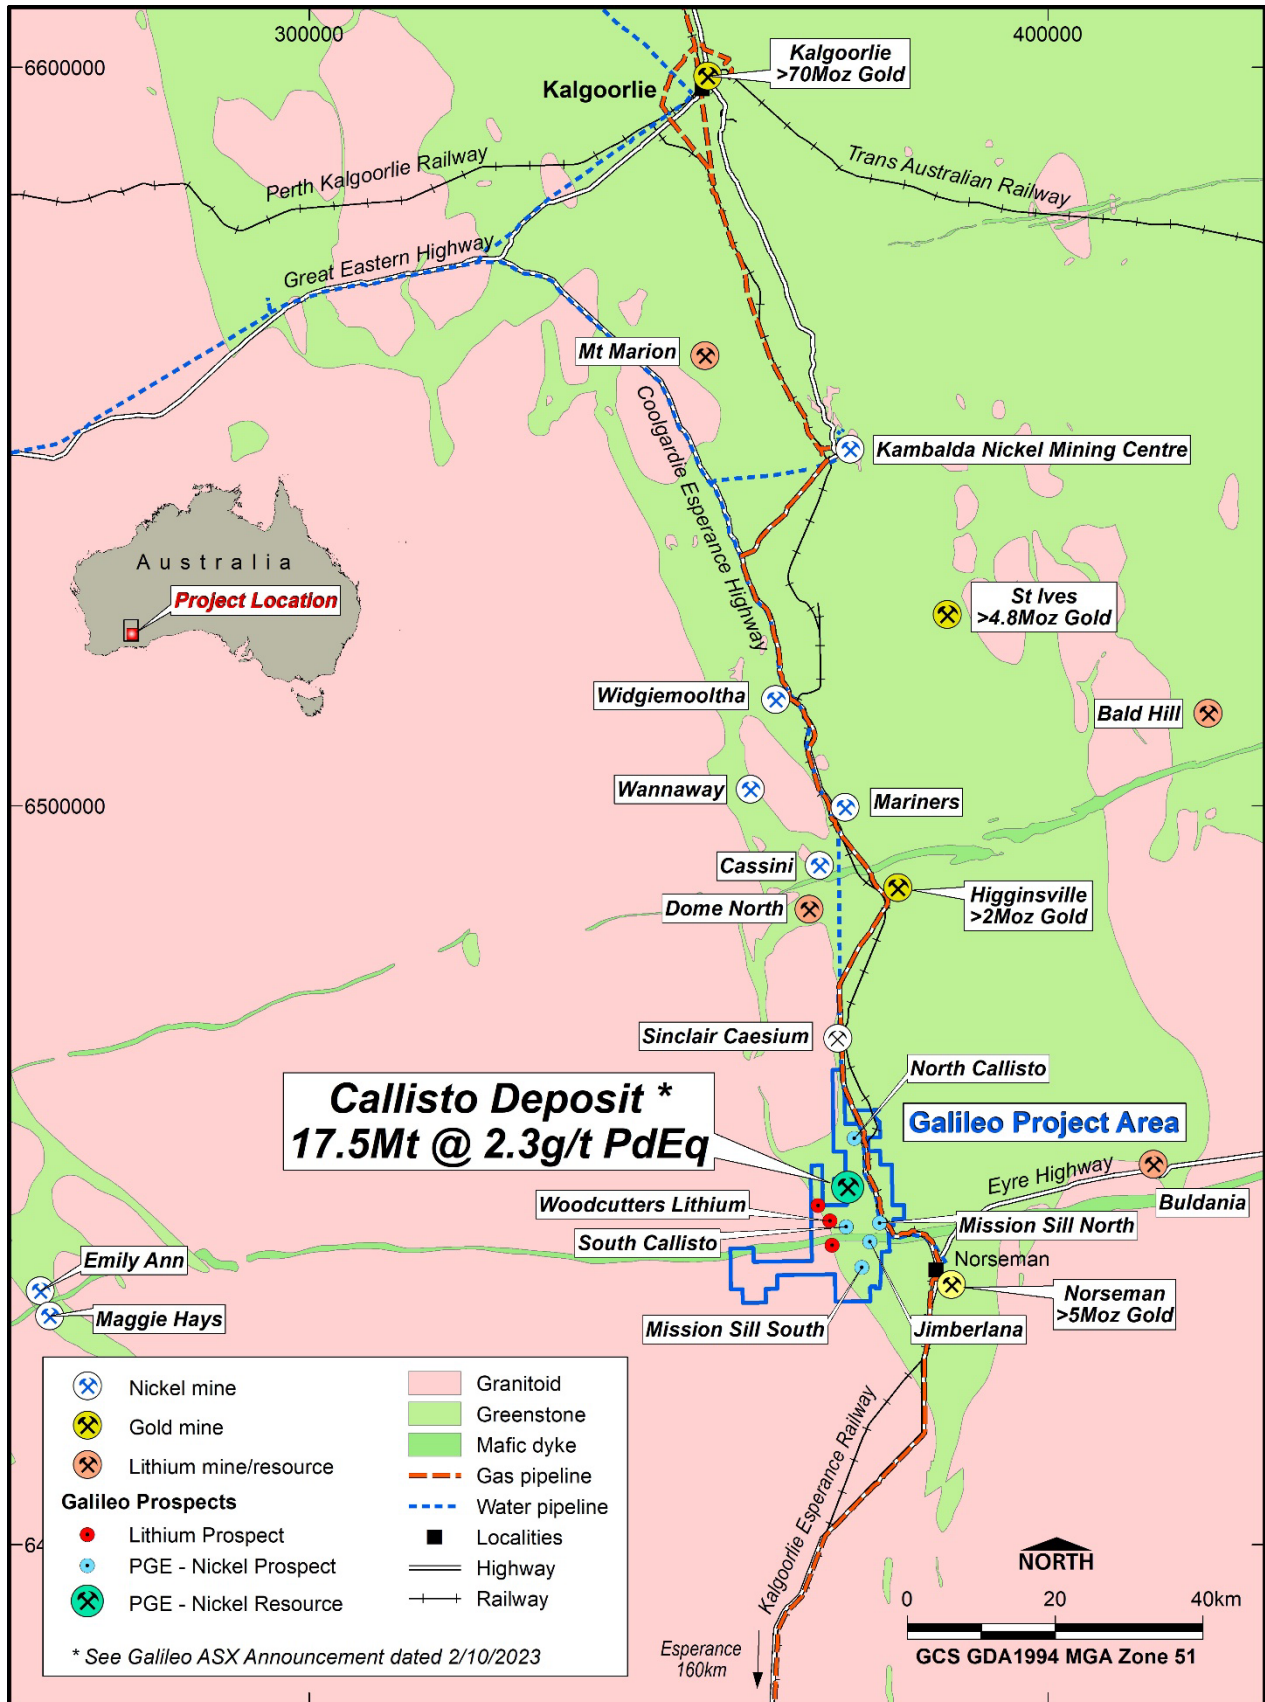 300000
400000
6600000
Kalgoorlie
>70Moz Gold
Kalgoorlie
Perth Kalgoorlie Railway
Trans Australian Railway
Great Eastern Highway
Mt Marion
Coolgardie Esperance Highway
Kambalda Nickel Mining Centre
Australia
Project Location
St Ives
>4.8Moz Gold
Widgiemooltha
Bald Hill
Wannaway
Mariners
6500000
Cassini
Dome North
Higginsville
>2Moz Gold
Sinclair Caesium
North Callisto
Callisto Deposit *
17.5Mt @ 2.3g/t PdEq
Galileo Project Area
Eyre Highway
Buldania
Woodcutters Lithium
Mission Sill North
South Callisto
Norseman
Emily Ann
Maggie Hays
Norseman
>5Moz Gold
Mission Sill South
Jimberlana
Nickel mine
Gold mine
Lithium mine/resource
Galileo Prospects
Lithium Prospect
PGE - Nickel Prospect
PGE - Nickel Resource
Granitoid
Greenstone
Mafic dyke
Gas pipeline
Water pipeline
Localities
Highway
Railway
* See Galileo ASX Announcement dated 2/10/2023
Kalgoorlie Esperance Railway
Esperance
160km
NORTH
0 20 40km
GCS GDA1994 MGA Zone 51